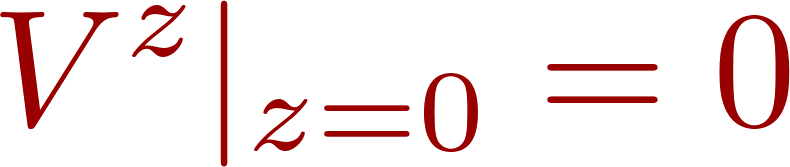 $V^z|_{z=0} = 0$